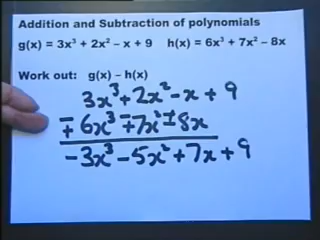 Addition and Subtraction of polynomials
g(x) = 3x³ + 2x² – x + 9 h(x) = 6x³ + 7x² – 8x
Work out: g(x) – h(x)
3x³ + 2x² - x + 9
∓ 6x³ ∓ 7x² ± 8x
-3x³ - 5x² + 7x + 9